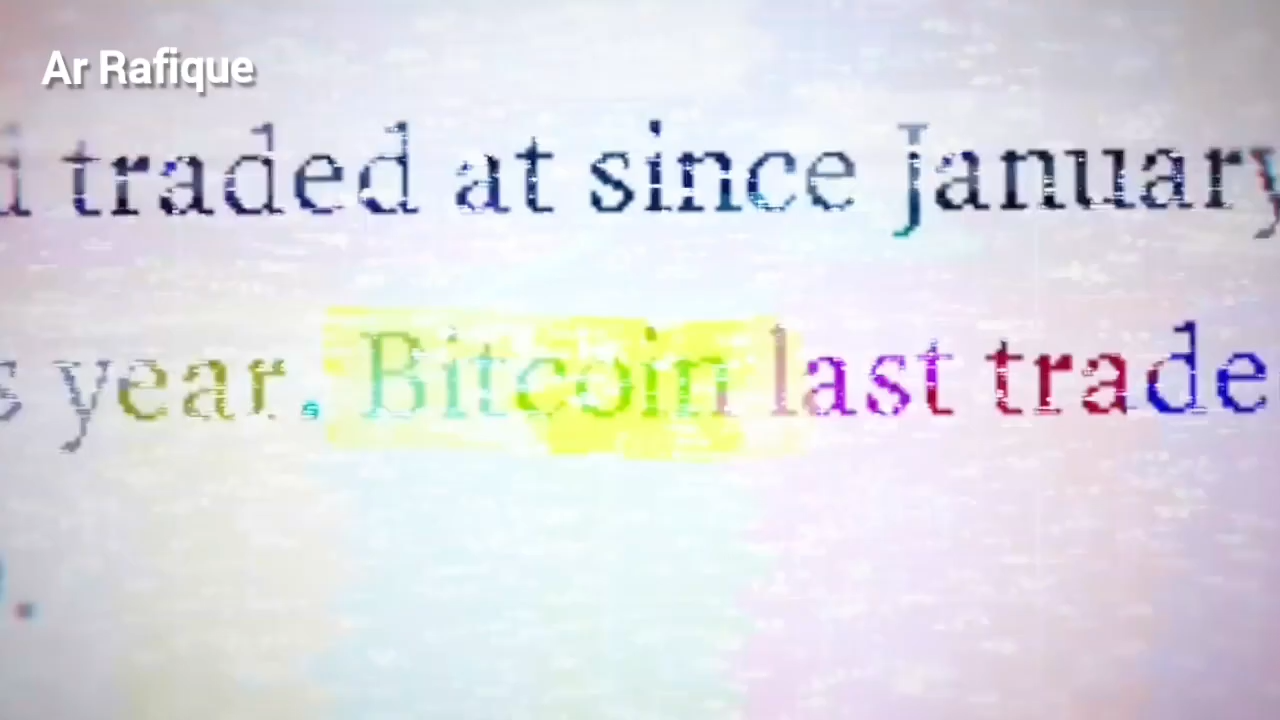 Ar Rafique
d traded at since January
s year. Bitcoin last trade
.